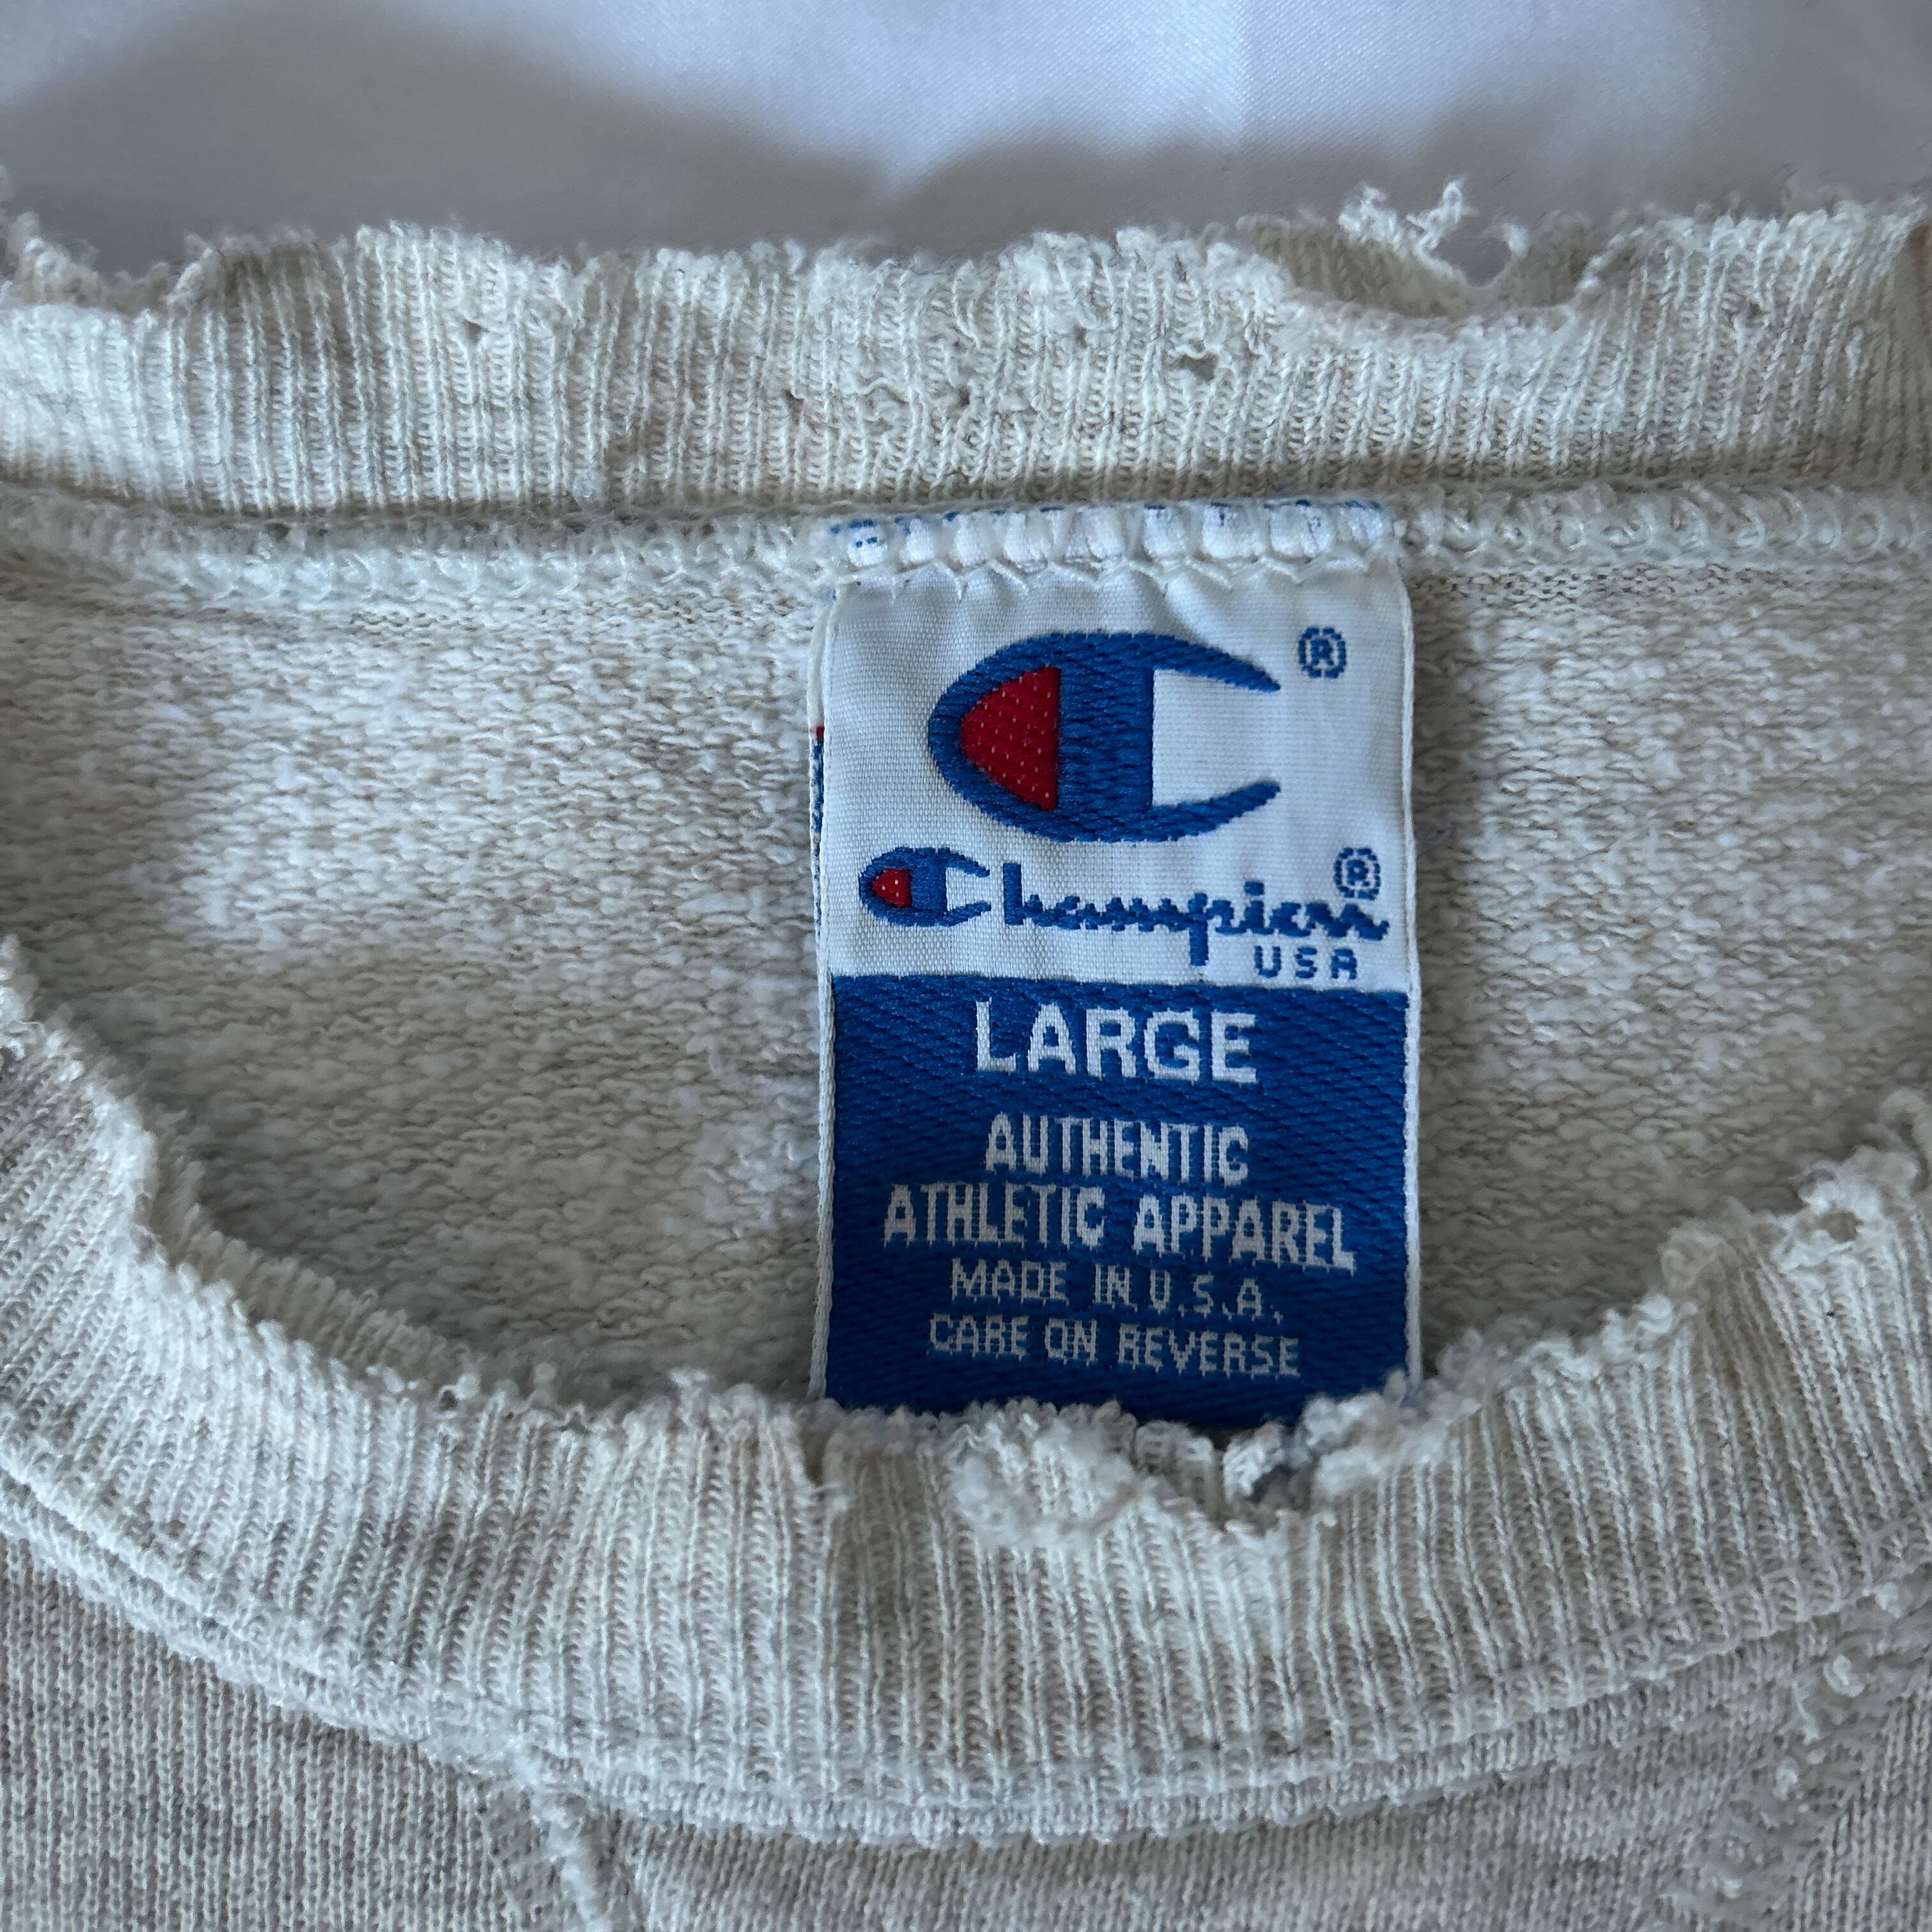 ®
Champion®
USA
LARGE
AUTHENTIC
ATHLETIC APPAREL
MADE IN U.S.A.
CARE ON REVERSE